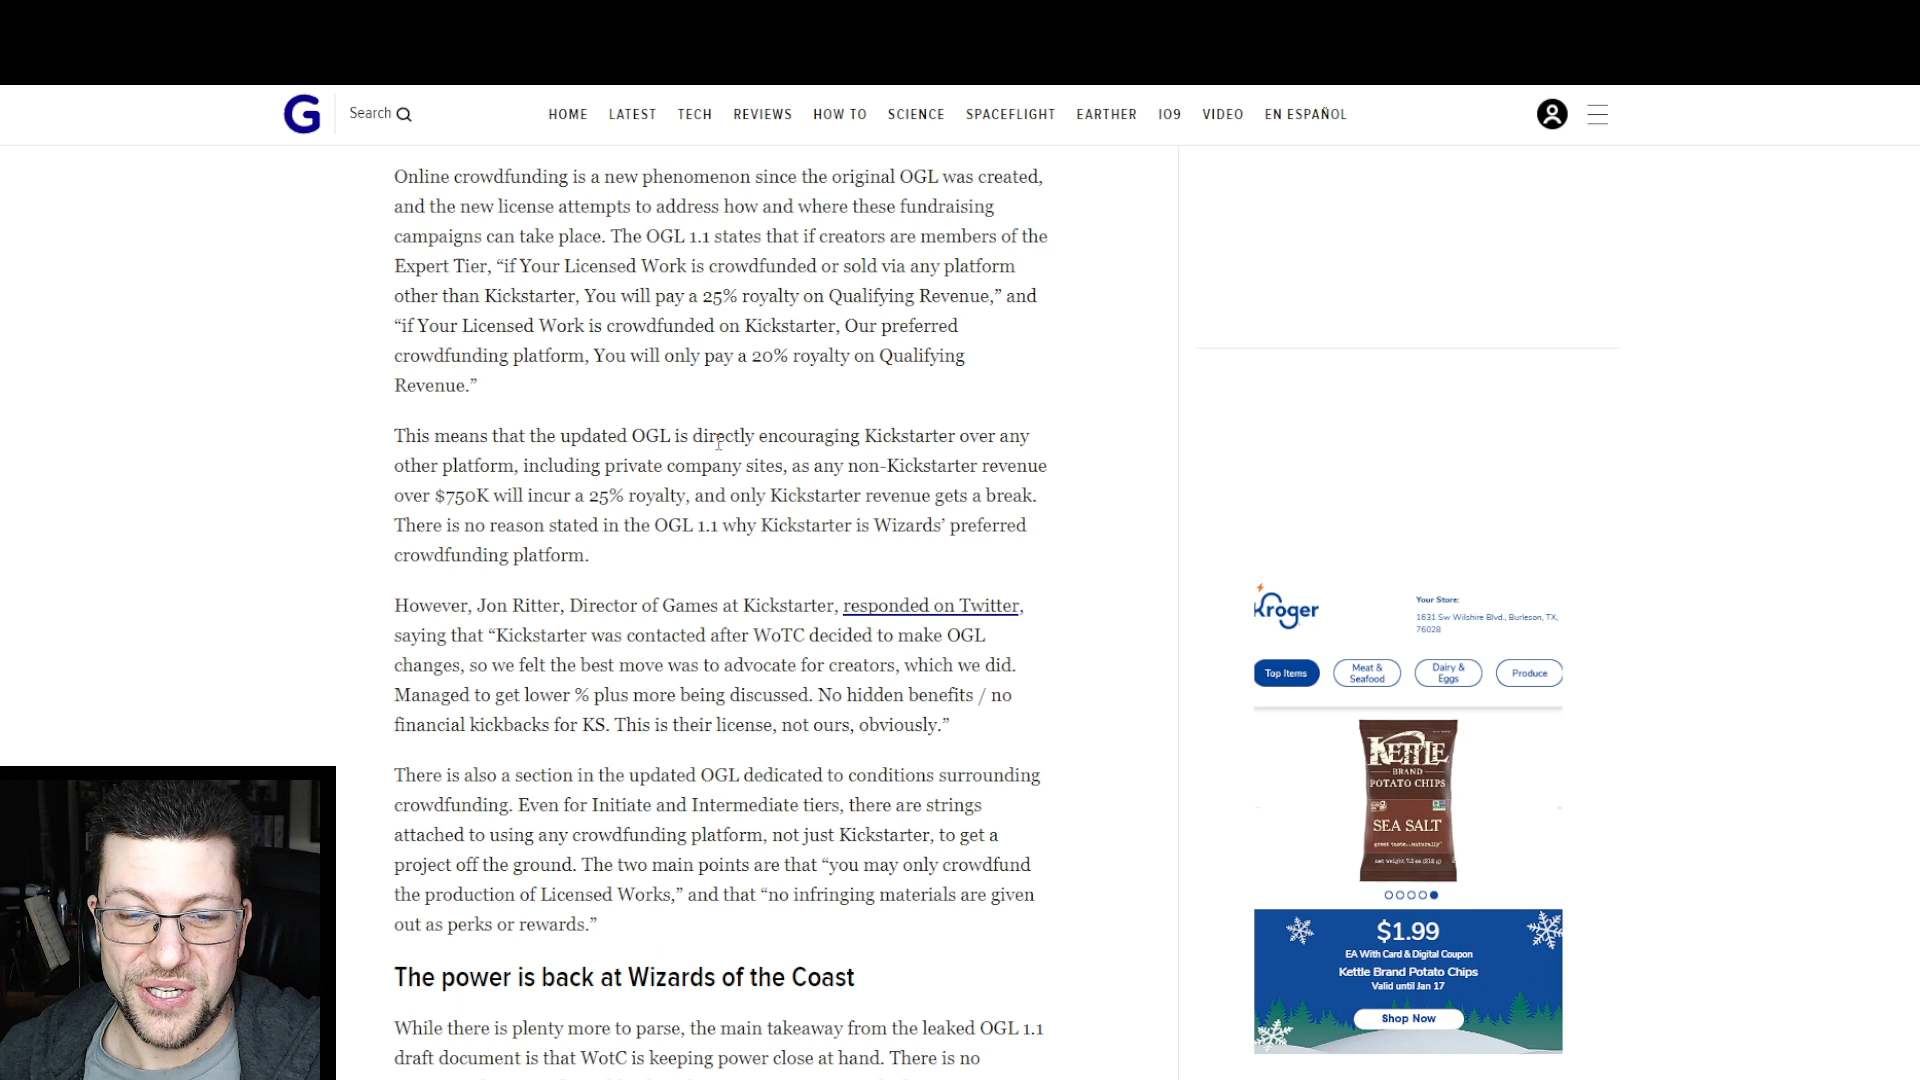 G
Search
HOME LATEST TECH REVIEWS HOW TO SCIENCE SPACEFLIGHT EARTHER IO9 VIDEO EN ESPAÑOL
Online crowdfunding is a new phenomenon since the original OGL was created,
and the new license attempts to address how and where these fundraising
campaigns can take place. The OGL 1.1 states that if creators are members of the
Expert Tier, “if Your Licensed Work is crowdfunded or sold via any platform
other than Kickstarter, You will pay a 25% royalty on Qualifying Revenue,” and
“if Your Licensed Work is crowdfunded on Kickstarter, Our preferred
crowdfunding platform, You will only pay a 20% royalty on Qualifying
Revenue.”
This means that the updated OGL is directly encouraging Kickstarter over any
other platform, including private company sites, as any non-Kickstarter revenue
over $750K will incur a 25% royalty, and only Kickstarter revenue gets a break.
There is no reason stated in the OGL 1.1 why Kickstarter is Wizards’ preferred
crowdfunding platform.
However, Jon Ritter, Director of Games at Kickstarter, responded on Twitter,
saying that “Kickstarter was contacted after WoTC decided to make OGL
changes, so we felt the best move was to advocate for creators, which we did.
Managed to get lower % plus more being discussed. No hidden benefits / no
financial kickbacks for KS. This is their license, not ours, obviously.”
There is also a section in the updated OGL dedicated to conditions surrounding
crowdfunding. Even for Initiate and Intermediate tiers, there are strings
attached to using any crowdfunding platform, not just Kickstarter, to get a
project off the ground. The two main points are that “you may only crowdfund
the production of Licensed Works,” and that “no infringing materials are given
out as perks or rewards.”
The power is back at Wizards of the Coast
While there is plenty more to parse, the main takeaway from the leaked OGL 1.1
draft document is that WotC is keeping power close at hand. There is no
Kroger
Your Store:
1631 Sw Wilshire Blvd., Burleson, TX,
76028
Top Items
Meat &
Seafood
Dairy &
Eggs
Produce
KETTLE
BRAND
POTATO CHIPS
SEA SALT
great taste...naturally
$1.99
EA With Card & Digital Coupon
Kettle Brand Potato Chips
Valid until Jan 17
Shop Now